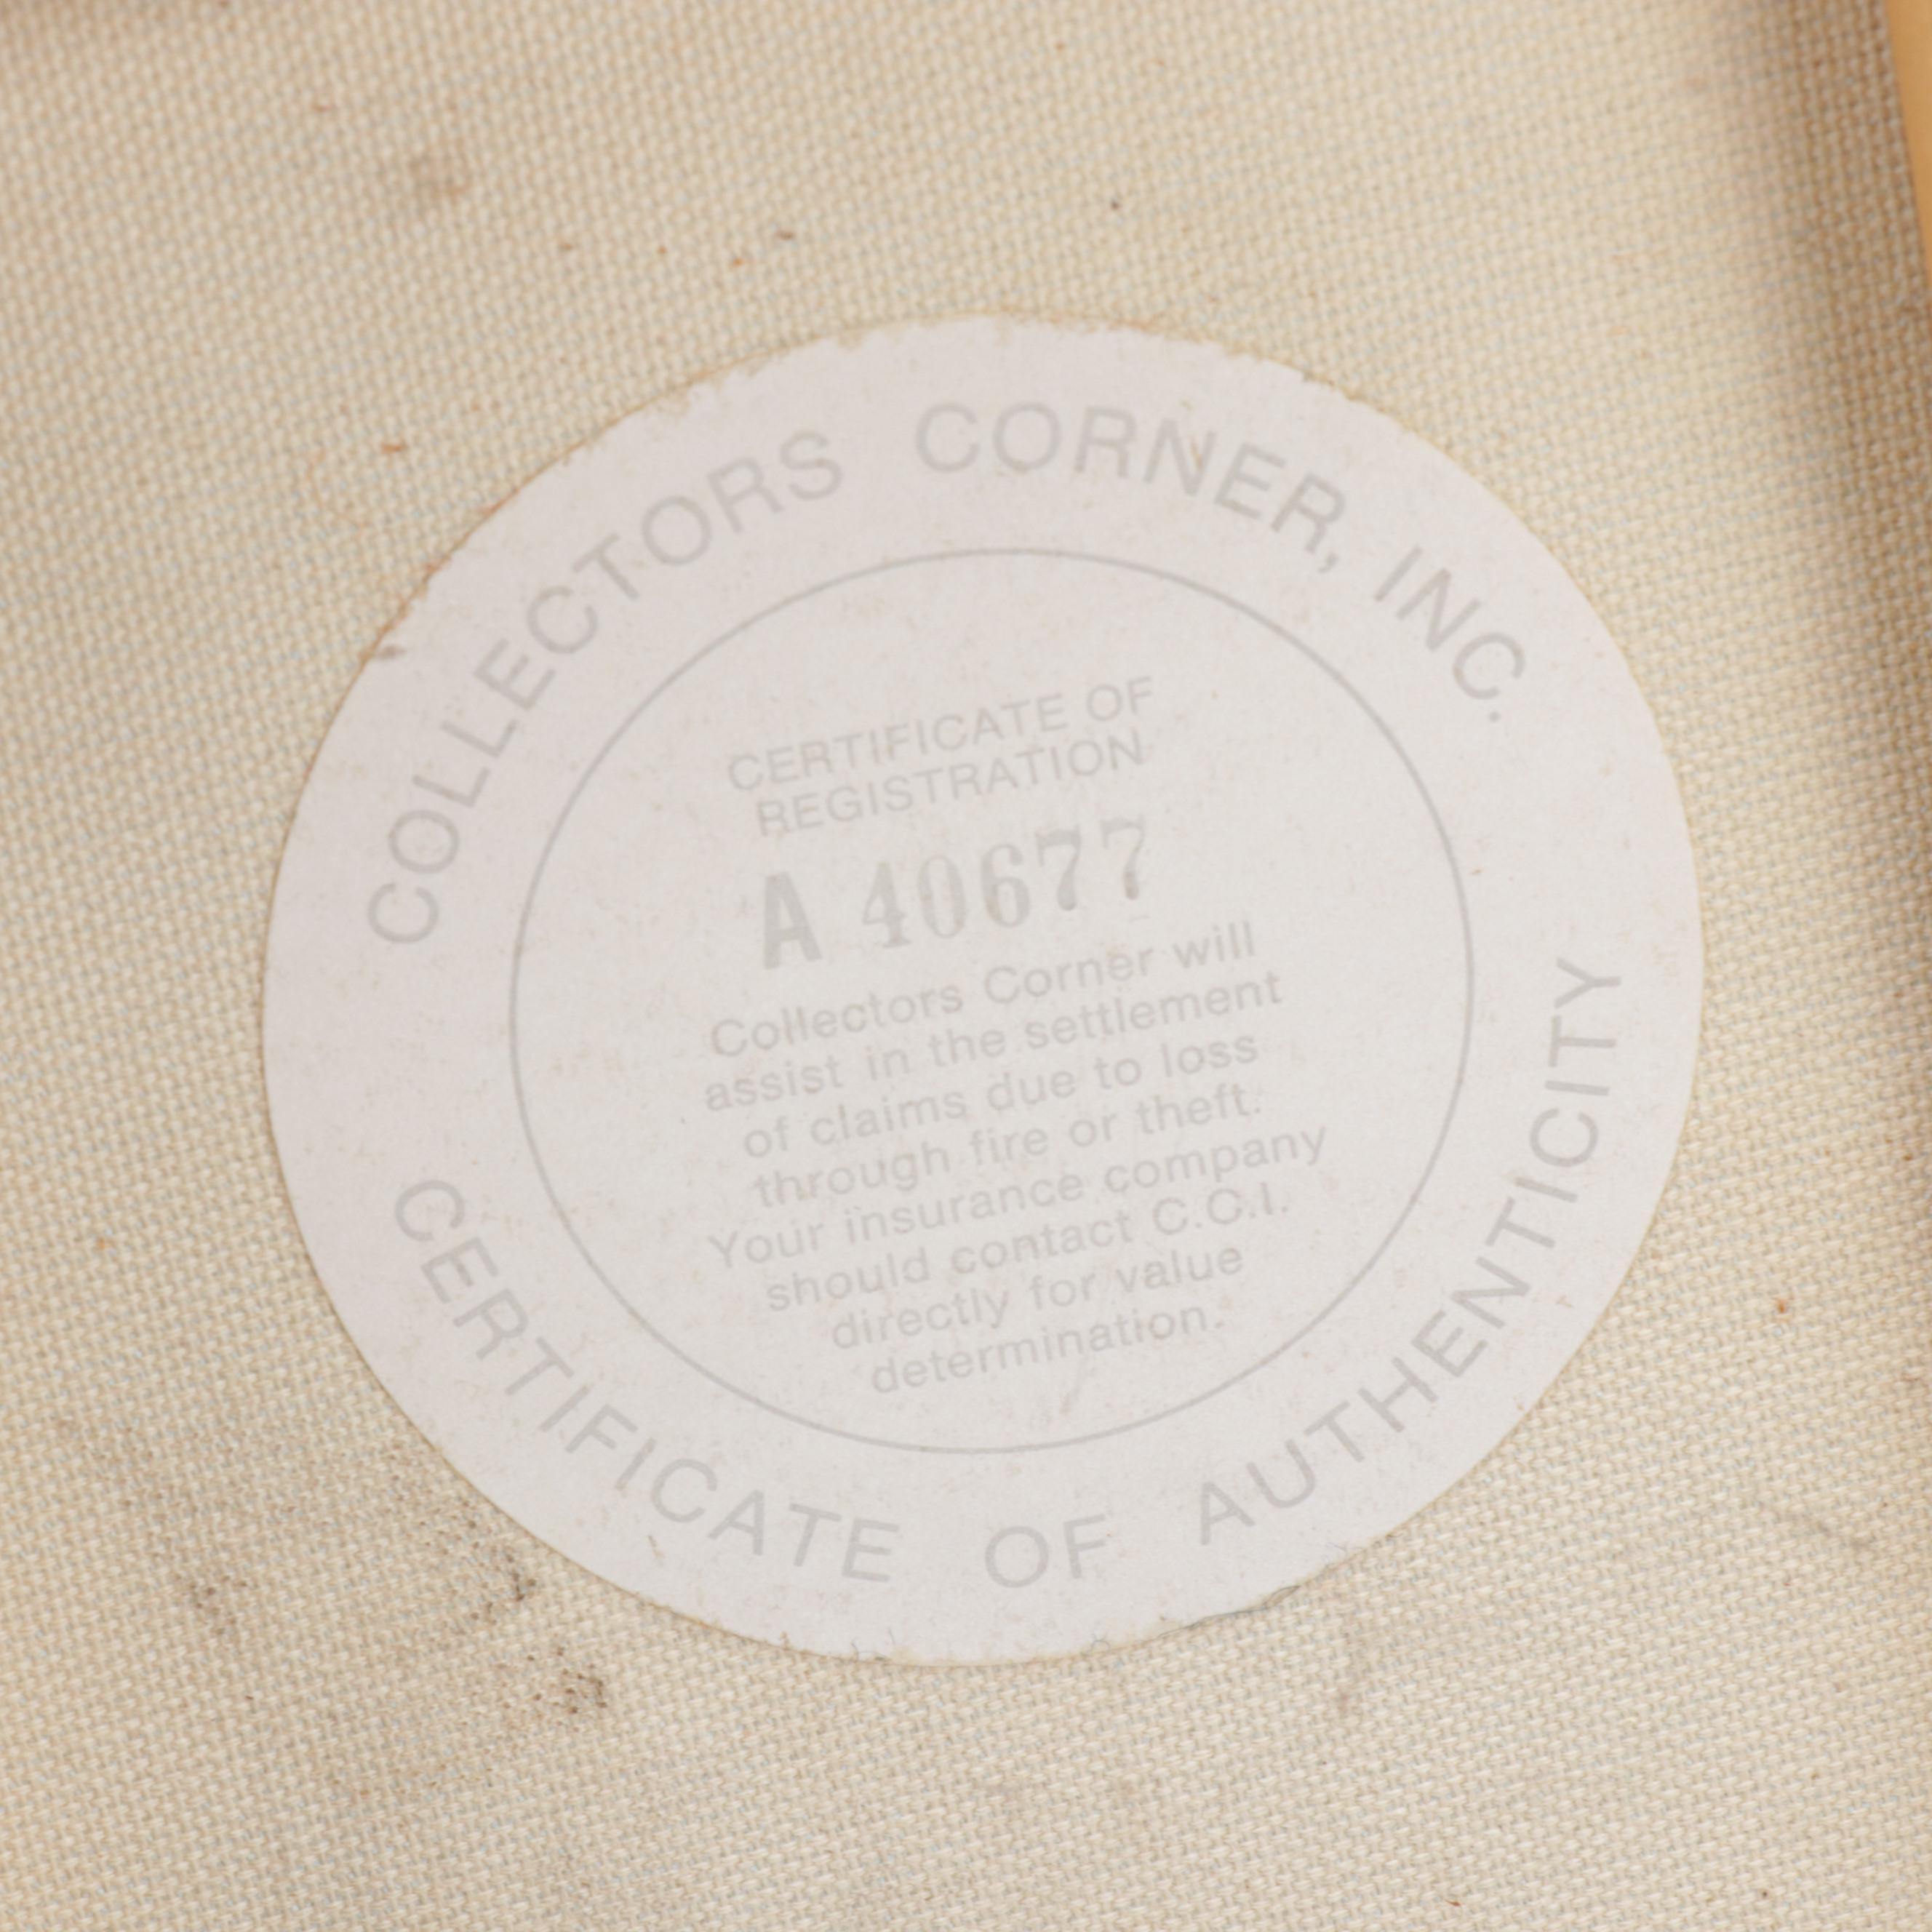 COLLECTORS CORNER, INC.
CERTIFICATE OF
REGISTRATION
A 40677
Collectors Corner will
assist in the settlement
of claims due to loss
through fire or theft.
Your insurance company
should contact C.C.I.
directly for value
determination.
CERTIFICATE OF AUTHENTICITY